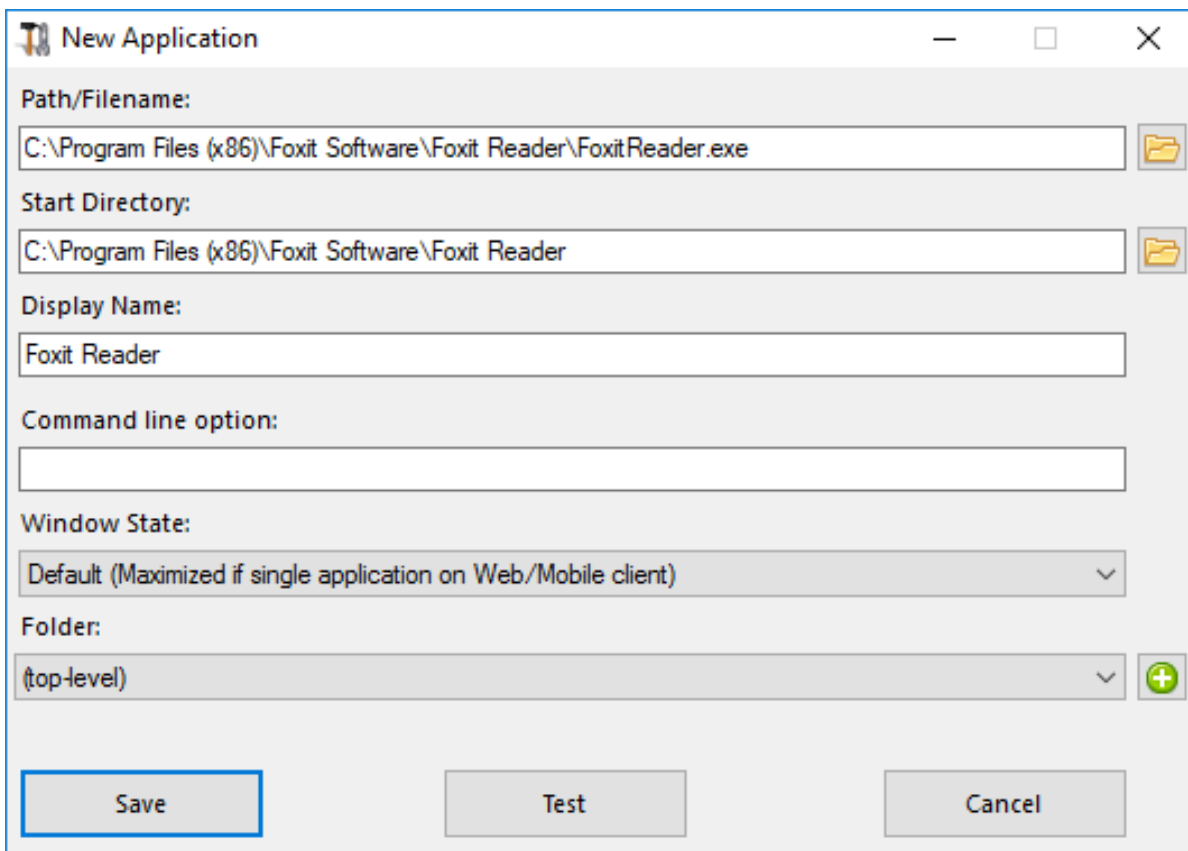 New Application
Path/Filename:
C:\Program Files (x86)\Foxit Software\Foxit Reader\FoxitReader.exe
Start Directory:
C:\Program Files (x86)\Foxit Software\Foxit Reader
Display Name:
Foxit Reader
Command line option:
Window State:
Default (Maximized if single application on Web/Mobile client)
Folder:
(top-level)
Save Test Cancel